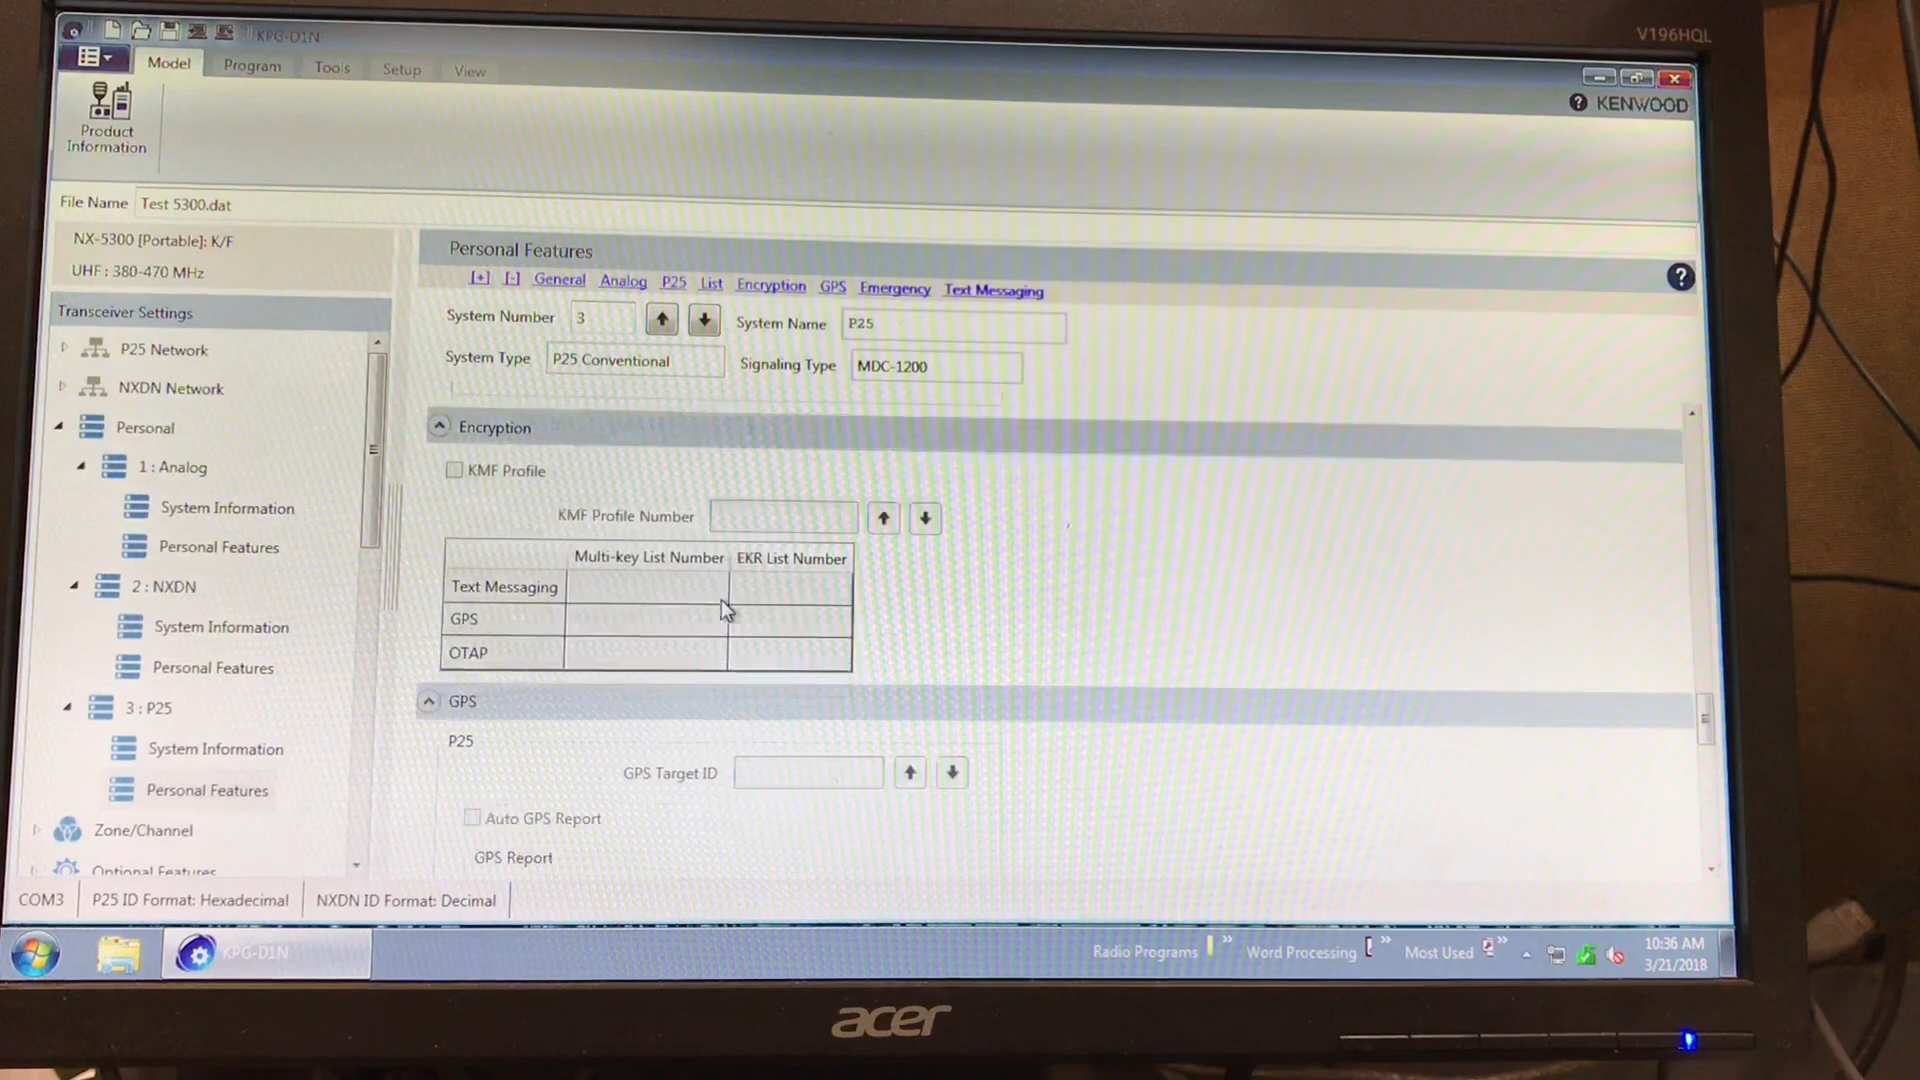 KPG-D1N
V196HQL
Model Program Tools Setup View
KENWOOD
Product
Information
File Name Test 5300.dat
NX-5300 [Portable]: K/F
UHF : 380-470 MHz
Transceiver Settings
P25 Network
NXDN Network
Personal
1 : Analog
System Information
Personal Features
2 : NXDN
System Information
Personal Features
3 : P25
System Information
Personal Features
Zone/Channel
Optional Features
Personal Features
[+] [-] General Analog P25 List Encryption GPS Emergency Text Messaging
System Number 3 System Name P25
System Type P25 Conventional Signaling Type MDC-1200
Encryption
KMF Profile
KMF Profile Number
Multi-key List Number EKR List Number
Text Messaging
GPS
OTAP
GPS
P25
GPS Target ID
Auto GPS Report
GPS Report
COM3 P25 ID Format: Hexadecimal NXDN ID Format: Decimal
KPG-D1N
Radio Programs Word Processing Most Used
10:36 AM
3/21/2018
acer